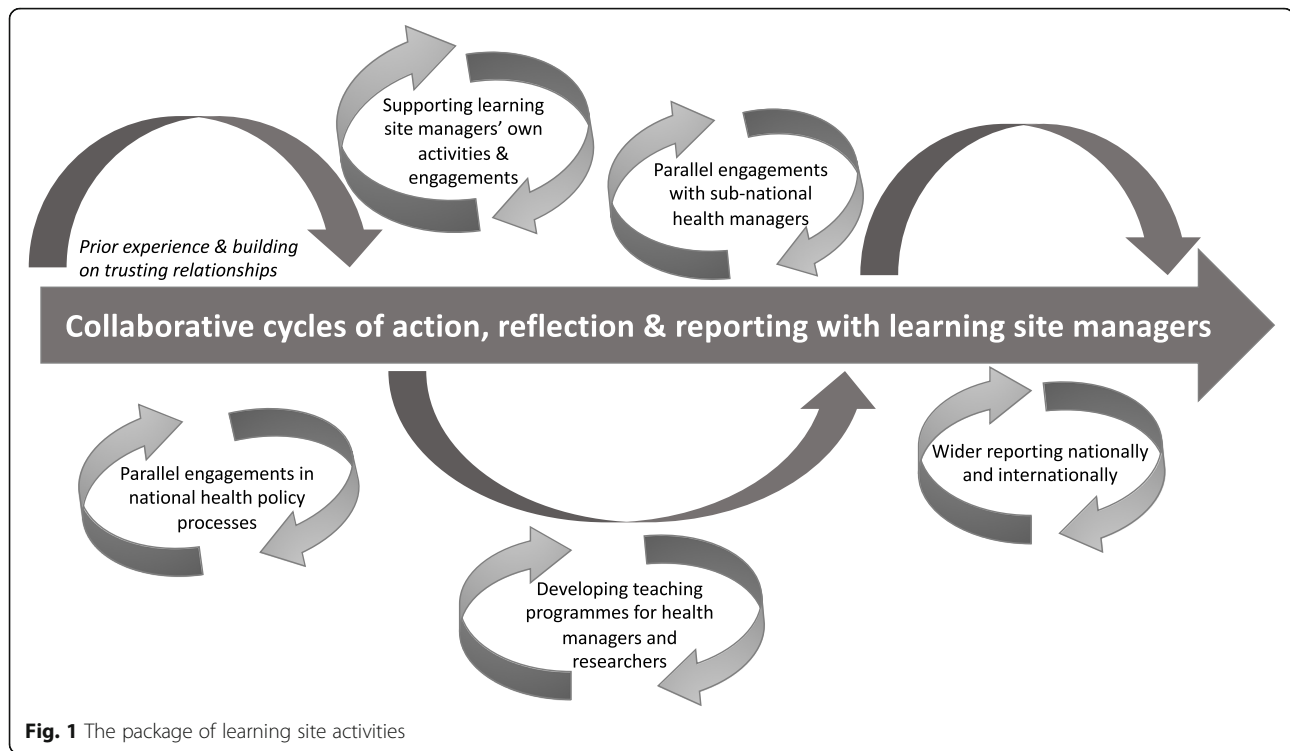 Supporting learning
site managers’ own
activities &
engagements
Parallel engagements
with sub-national
health managers
Prior experience & building
on trusting relationships
Collaborative cycles of action, reflection & reporting with learning site managers
Parallel engagements in
national health policy
processes
Wider reporting nationally
and internationally
Developing teaching
programmes for health
managers and
researchers
Fig. 1 The package of learning site activities